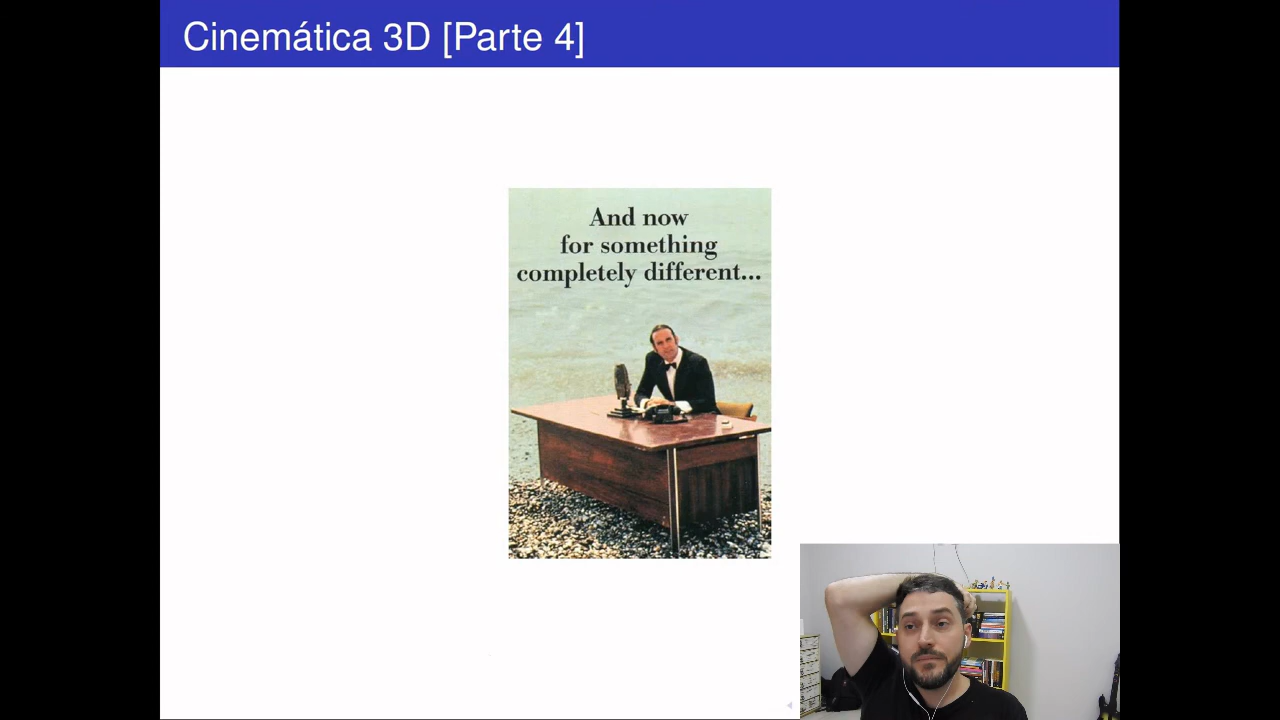 Cinemática 3D [Parte 4]
And now
for something
completely different...